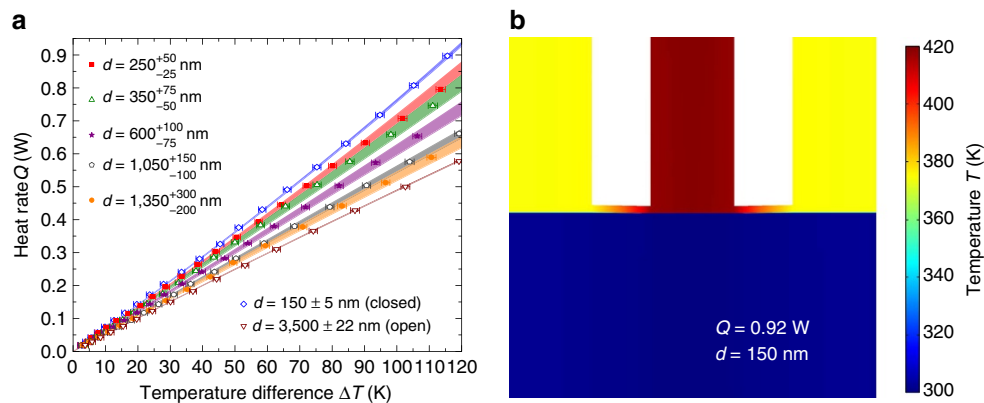 a
Heat rateQ (W)
0.9
0.8
0.7
0.6
0.5
0.4
0.3
0.2
0.1
0.0
d = 250 +50 −25 nm
d = 350 +75 −50 nm
d = 600 +100 −75 nm
d = 1,050 +150 −100 nm
d = 1,350 +300 −200 nm
d = 150 ± 5 nm (closed)
d = 3,500 ± 22 nm (open)
0 10 20 30 40 50 60 70 80 90 100 110 120
Temperature difference ΔT (K)
b
Q = 0.92 W
d = 150 nm
420
400
380
360
340
320
300
Temperature T (K)